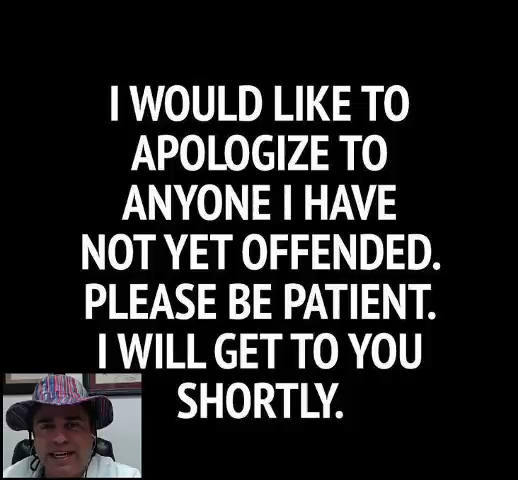 I WOULD LIKE TO
APOLOGIZE TO
ANYONE I HAVE
NOT YET OFFENDED.
PLEASE BE PATIENT.
I WILL GET TO YOU
SHORTLY.